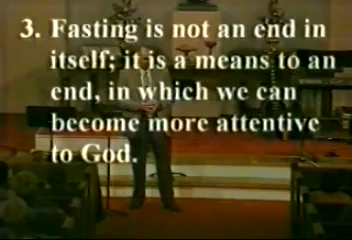 3. Fasting is not an end in
itself; it is a means to an
end, in which we can
become more attentive
to God.